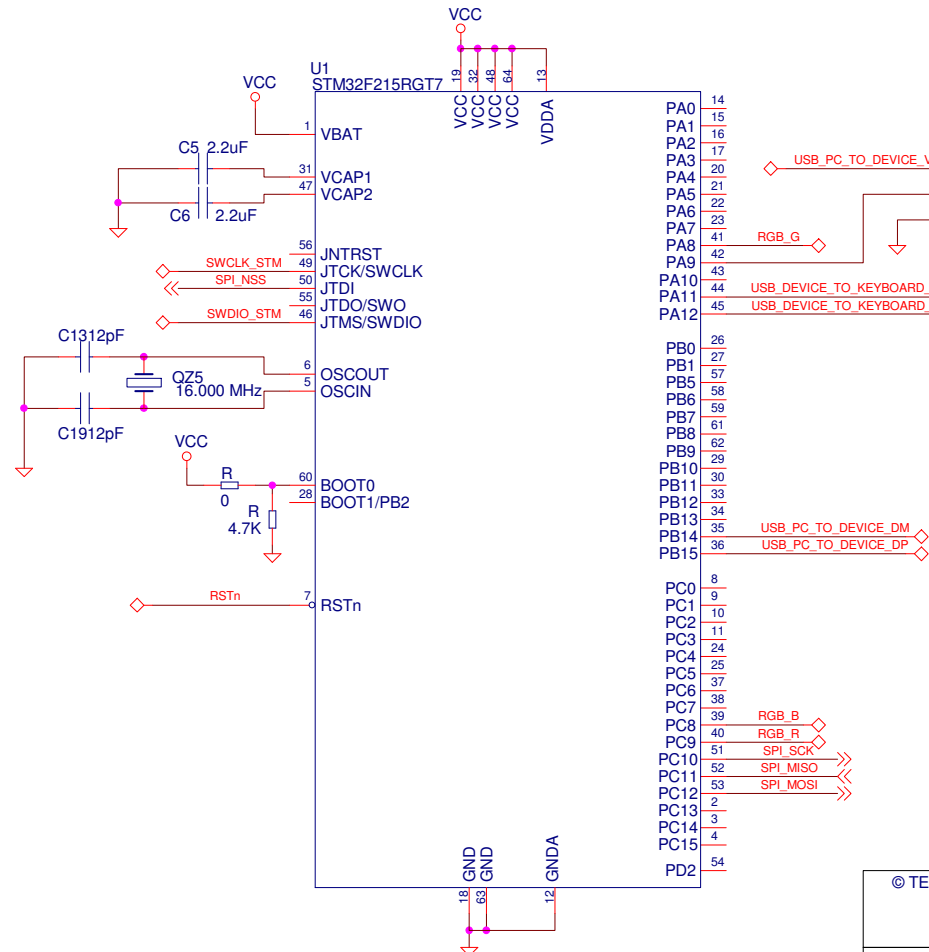 VCC
U1
STM32F215RGT7
19
32
48
64
13
VCC
VCC
VCC
VCC
VDDA
VCC
1
VBAT
C5 2.2uF
31
VCAP1
47
VCAP2
C6 2.2uF
56
JNTRST
SWCLK_STM
49
JTCK/SWCLK
SPI_NSS
50
JTDI
55
JTDO/SWO
SWDIO_STM
46
JTMS/SWDIO
C1312pF
6
OSCOUT
QZ5
16.000 MHz
5
OSCIN
C1912pF
VCC
R
0
60
BOOT0
28
BOOT1/PB2
R
4.7K
RSTn
7
RSTn
PA0 14
PA1 15
PA2 16
PA3 17
USB_PC_TO_DEVICE_V
PA4 20
PA5 21
PA6 22
PA7 23
PA8 41 RGB_G
PA9 42
PA10 43
PA11 44 USB_DEVICE_TO_KEYBOARD_
PA12 45 USB_DEVICE_TO_KEYBOARD_
PB0 26
PB1 27
PB5 57
PB6 58
PB7 59
PB8 61
PB9 62
PB10 29
PB11 30
PB12 33
PB13 34
PB14 35 USB_PC_TO_DEVICE_DM
PB15 36 USB_PC_TO_DEVICE_DP
PC0 8
PC1 9
PC2 10
PC3 11
PC4 24
PC5 25
PC6 37
PC7 38
PC8 39 RGB_B
PC9 40 RGB_R
PC10 51 SPI_SCK
PC11 52 SPI_MISO
PC12 53 SPI_MOSI
PC13 2
PC14 3
PC15 4
PD2 54
GND
GND
GNDA
18
63
12
© TE